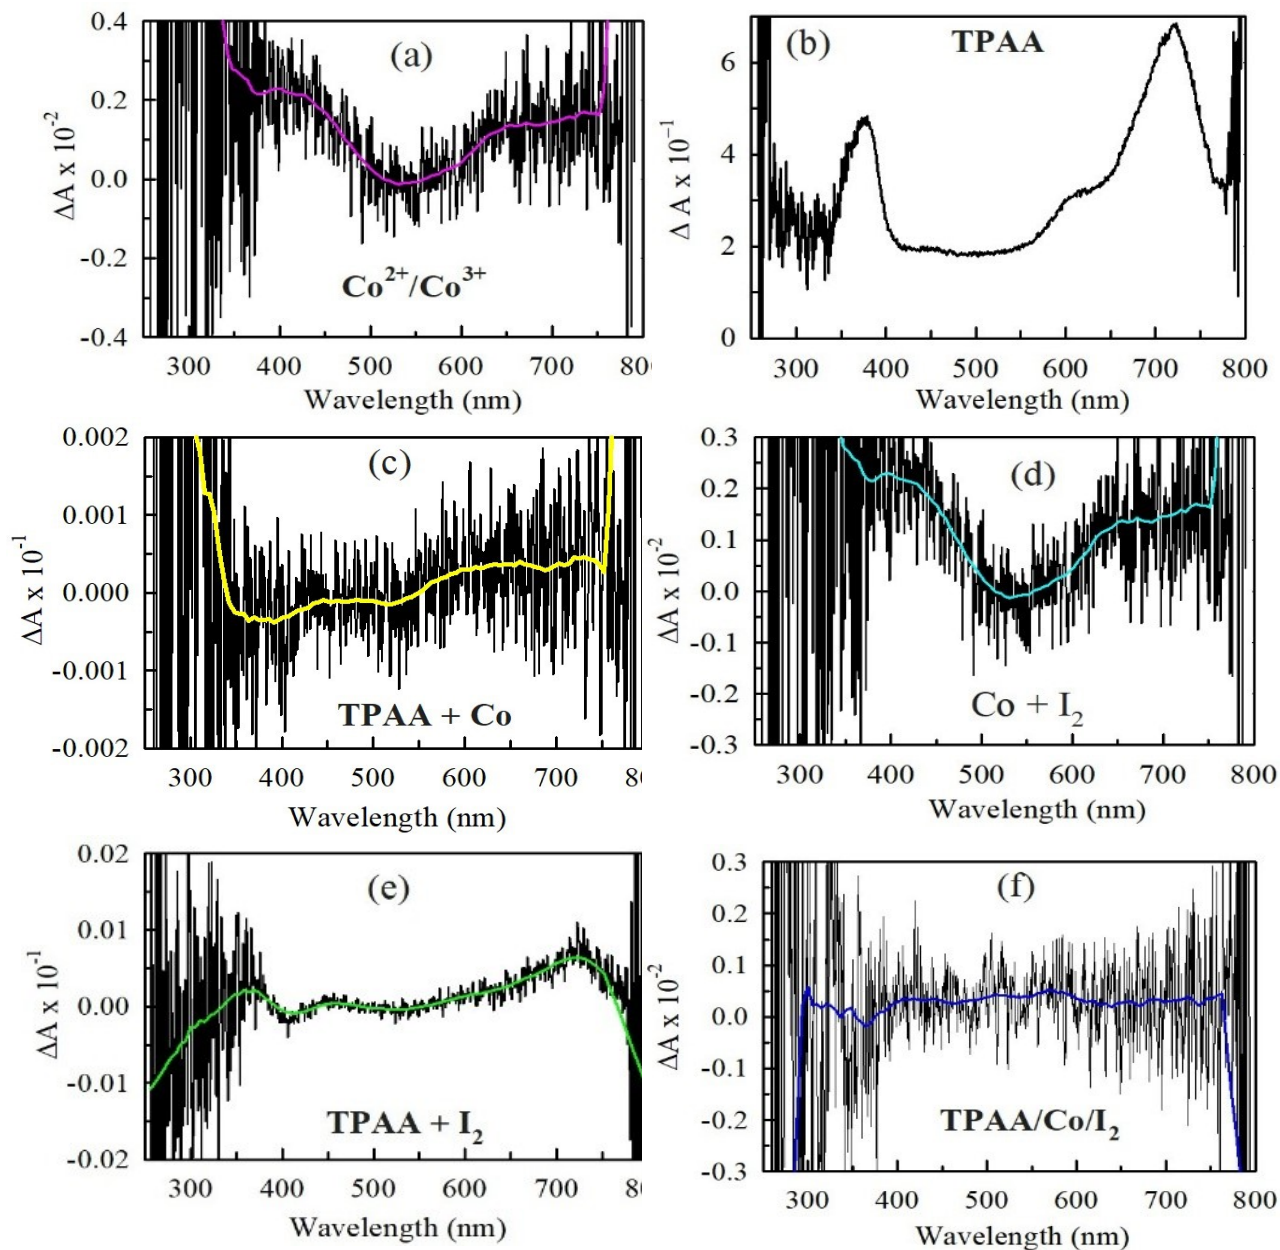 (a)
0.4
0.2
0.0
-0.2
-0.4
ΔA x 10⁻²
Co²⁺/Co³⁺
300 400 500 600 700 80
Wavelength (nm)
(b) TPAA
6
4
2
0
Δ A x 10⁻¹
300 400 500 600 700 800
Wavelength (nm)
(c)
0.002
0.001
0.000
-0.001
-0.002
ΔA x 10⁻¹
TPAA + Co
300 400 500 600 700 8
Wavelength (nm)
(d)
0.3
0.2
0.1
0.0
-0.1
-0.2
-0.3
ΔA x 10⁻²
Co + I₂
300 400 500 600 700 800
Wavelength (nm)
(e)
0.02
0.01
0.00
-0.01
-0.02
ΔA x 10⁻¹
TPAA + I₂
300 400 500 600 700 8
Wavelength (nm)
(f)
0.3
0.2
0.1
0.0
-0.1
-0.2
-0.3
ΔA x 10⁻²
TPAA/Co/I₂
300 400 500 600 700 800
Wavelength (nm)